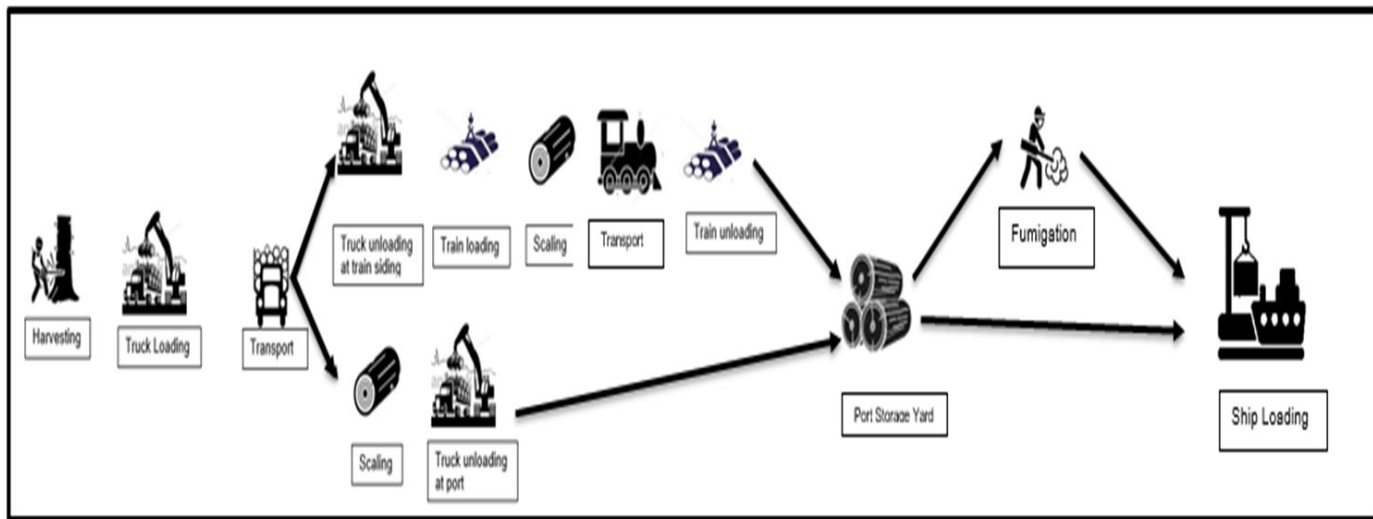 Harvesting
Truck Loading
Transport
Truck unloading
at train siding
Train loading
Scaling
Transport
Train unloading
Scaling
Truck unloading
at port
Port Storage Yard
Fumigation
Ship Loading